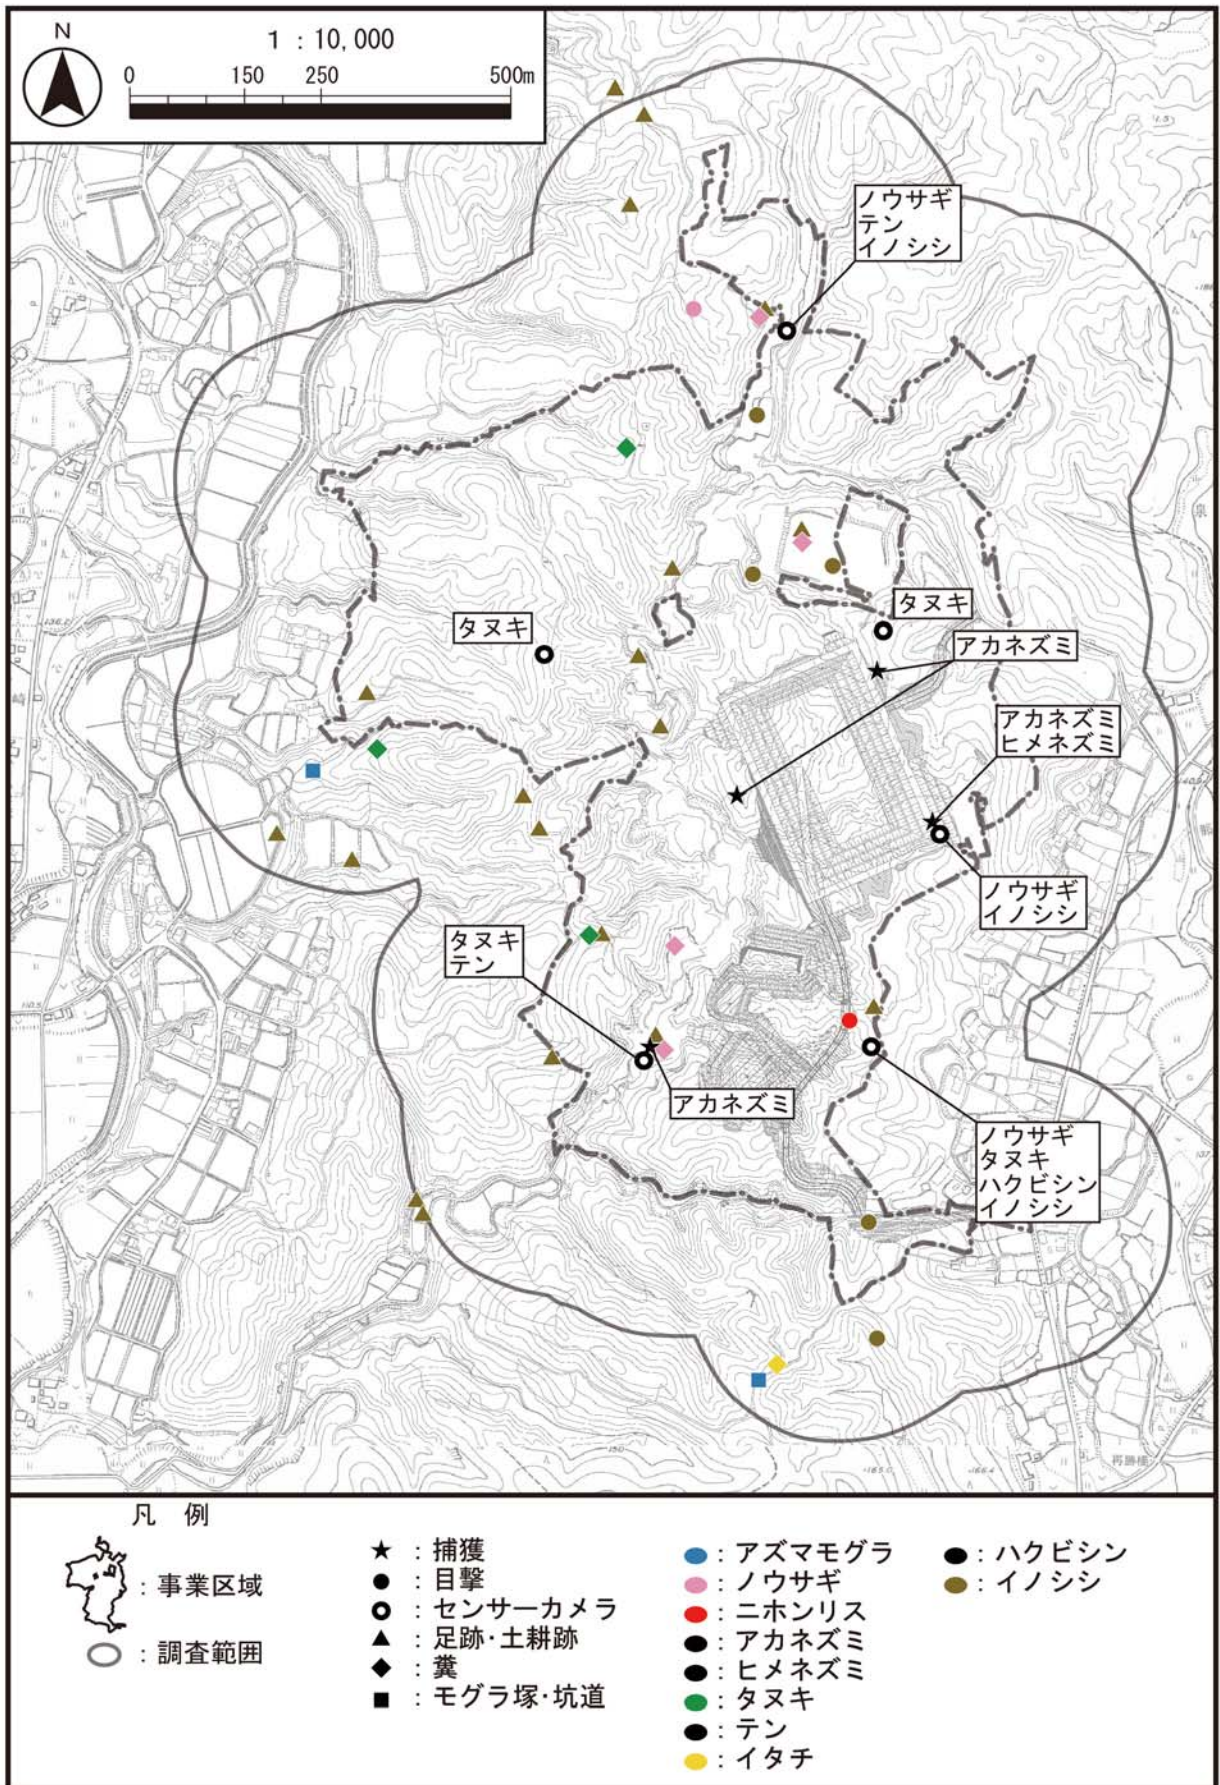 N
1 : 10,000
0 150 250 500m
ノウサギ
テン
イノシシ
タヌキ
タヌキ
アカネズミ
アカネズミ
ヒメネズミ
ノウサギ
イノシシ
タヌキ
テン
アカネズミ
ノウサギ
タヌキ
ハクビシン
イノシシ
凡 例
: 事業区域
: 調査範囲
: 捕獲
: 目撃
: センサーカメラ
: 足跡・土耕跡
: 糞
: モグラ塚・坑道
: アズマモグラ
: ノウサギ
: ニホンリス
: アカネズミ
: ヒメネズミ
: タヌキ
: テン
: イタチ
: ハクビシン
: イノシシ